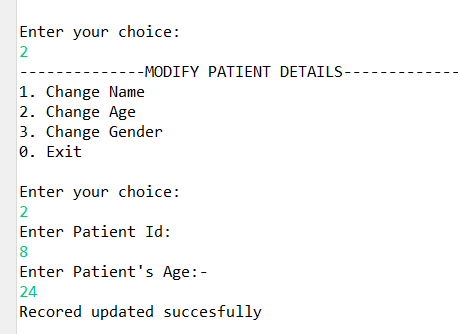 Enter your choice:
2
--------------MODIFY PATIENT DETAILS-------------
1. Change Name
2. Change Age
3. Change Gender
0. Exit
Enter your choice:
2
Enter Patient Id:
8
Enter Patient's Age:-
24
Recored updated succesfully